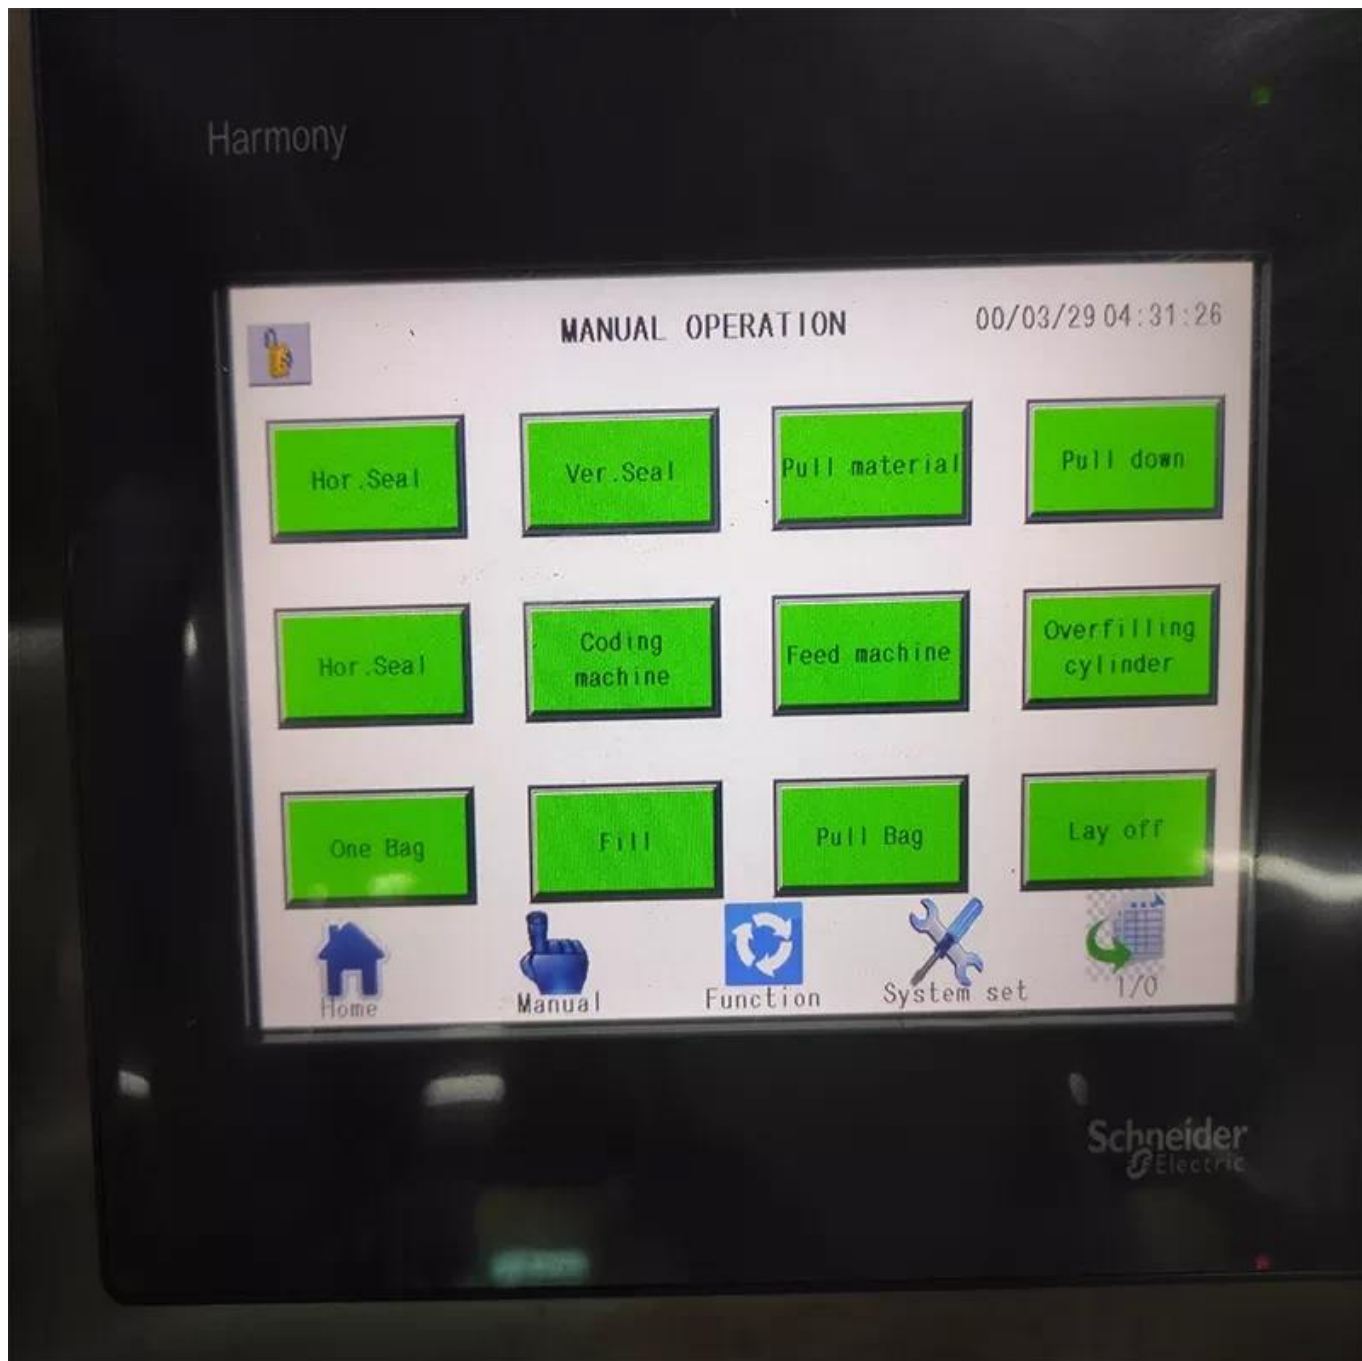 Harmony
MANUAL OPERATION
00/03/29 04:31:26
Hor.Seal
Ver.Seal
Pull material
Pull down
Hor.Seal
Coding
machine
Feed machine
Overfilling
cylinder
One Bag
Fill
Pull Bag
Lay off
Home
Manual
Function
System set
I/O
Schneider
Electric